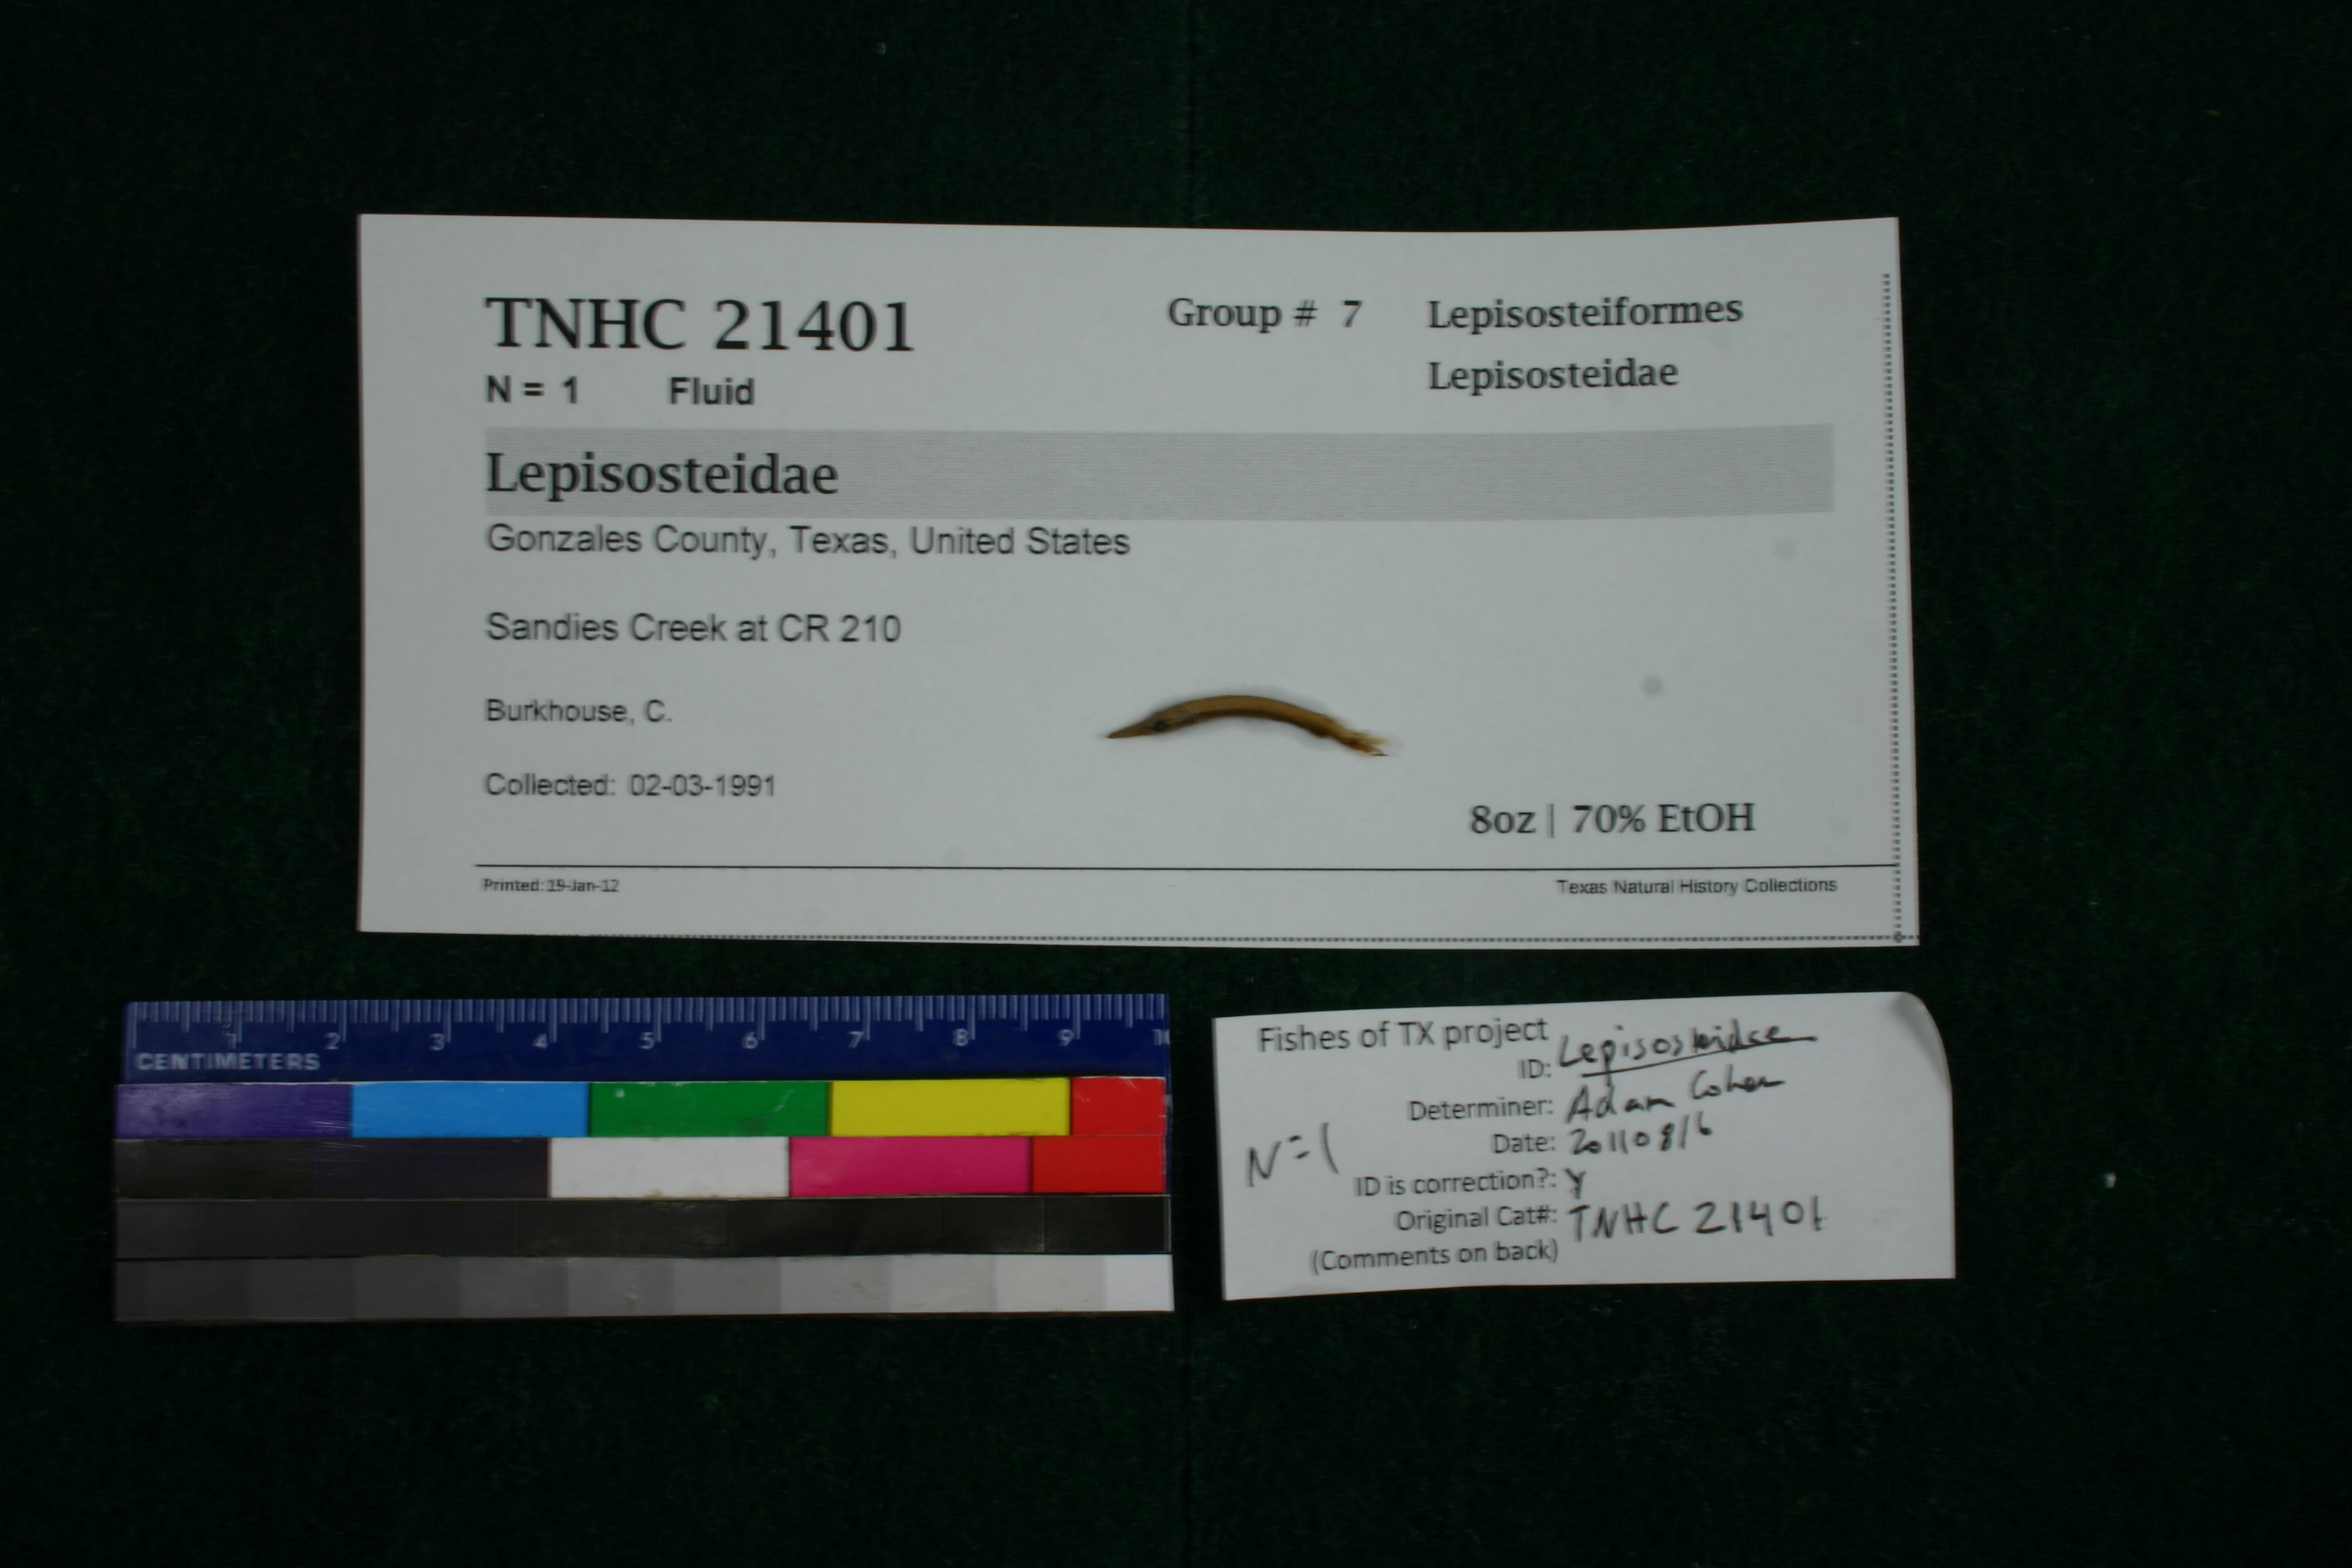 TNHC 21401 Group # 7 Lepisosteiformes
Lepisosteidae
N = 1 Fluid
Lepisosteidae
Gonzales County, Texas, United States
Sandies Creek at CR 210
Burkhouse, C.
Collected: 02-03-1991
8oz | 70% EtOH
Printed: 19-Jan-12 Texas Natural History Collections
1 2 3 4 5 6 7 8 9 10
CENTIMETERS
Fishes of TX project
ID: Lepisosteidae
Determiner: Adam Cohen
Date: 20110816
N=1
ID is correction?: Y
Original Cat#: TNHC 21401
(Comments on back)